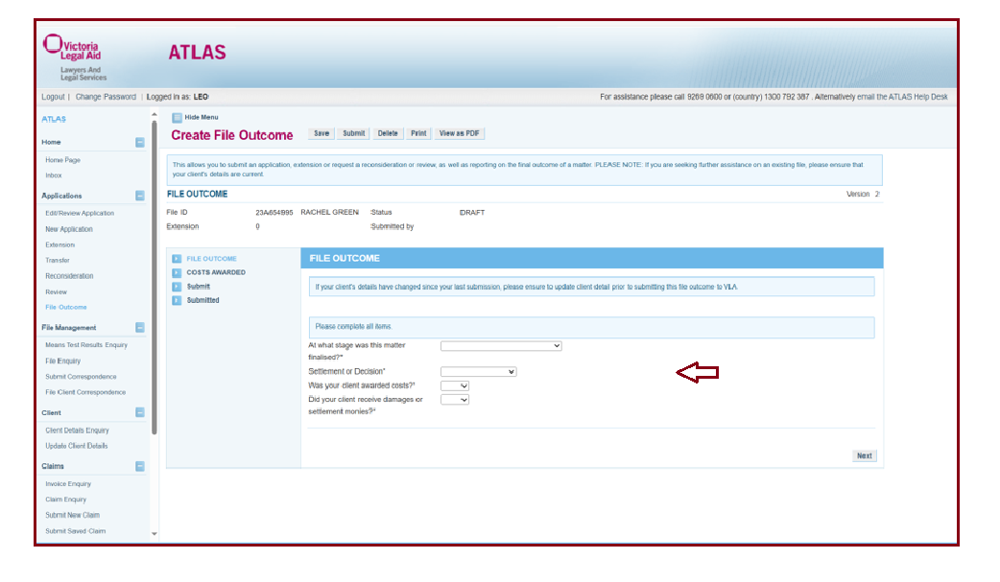 Victoria
Legal Aid
Lawyers And
Legal Services
ATLAS
Logout | Change Password | Logged in as: LEO
For assistance please call 9269 0600 or (country) 1300 792 387 . Alternatively email the ATLAS Help Desk
ATLAS
Home
Home Page
Inbox
Applications
Edit/Review Application
New Application
Extension
Transfer
Reconsideration
Review
File Outcome
File Management
Means Test Results Enquiry
File Enquiry
Submit Correspondence
File Client Correspondence
Client
Client Details Enquiry
Update Client Details
Claims
Invoice Enquiry
Claim Enquiry
Submit New Claim
Submit Saved Claim
Hide Menu
Create File Outcome Save Submit Delete Print View as PDF
This allows you to submit an application, extension or request a reconsideration or review, as well as reporting on the final outcome of a matter. PLEASE NOTE: If you are seeking further assistance on an existing file, please ensure that
your client's details are current.
FILE OUTCOME Version 2
File ID 23A654995 RACHEL GREEN Status DRAFT
Extension 0 Submitted by
FILE OUTCOME
COSTS AWARDED
Submit
Submitted
FILE OUTCOME
If your client's details have changed since your last submission, please ensure to update client detail prior to submitting this file outcome to VLA.
Please complete all items.
At what stage was this matter
finalised?*
Settlement or Decision*
Was your client awarded costs?*
Did your client receive damages or
settlement monies?*
Next